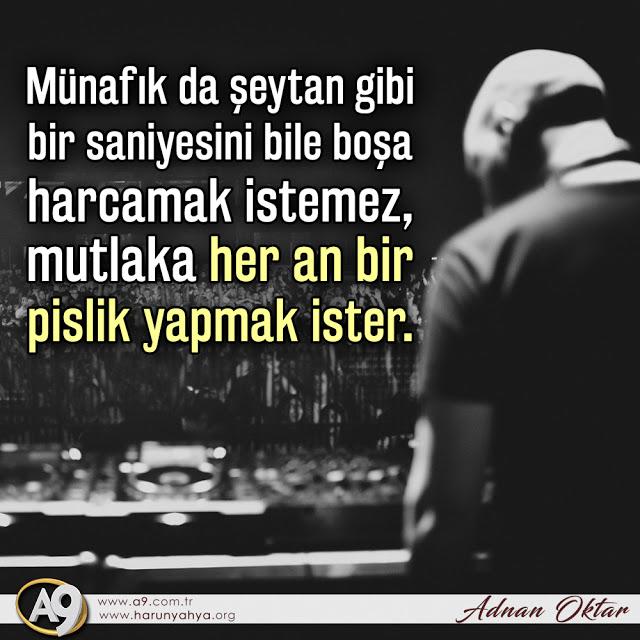 Münafık da şeytan gibi
bir saniyesini bile boşa
harcamak istemez,
mutlaka her an bir
pislik yapmak ister.
A9
www.a9.com.tr
www.harunyahya.org
Adnan Oktar